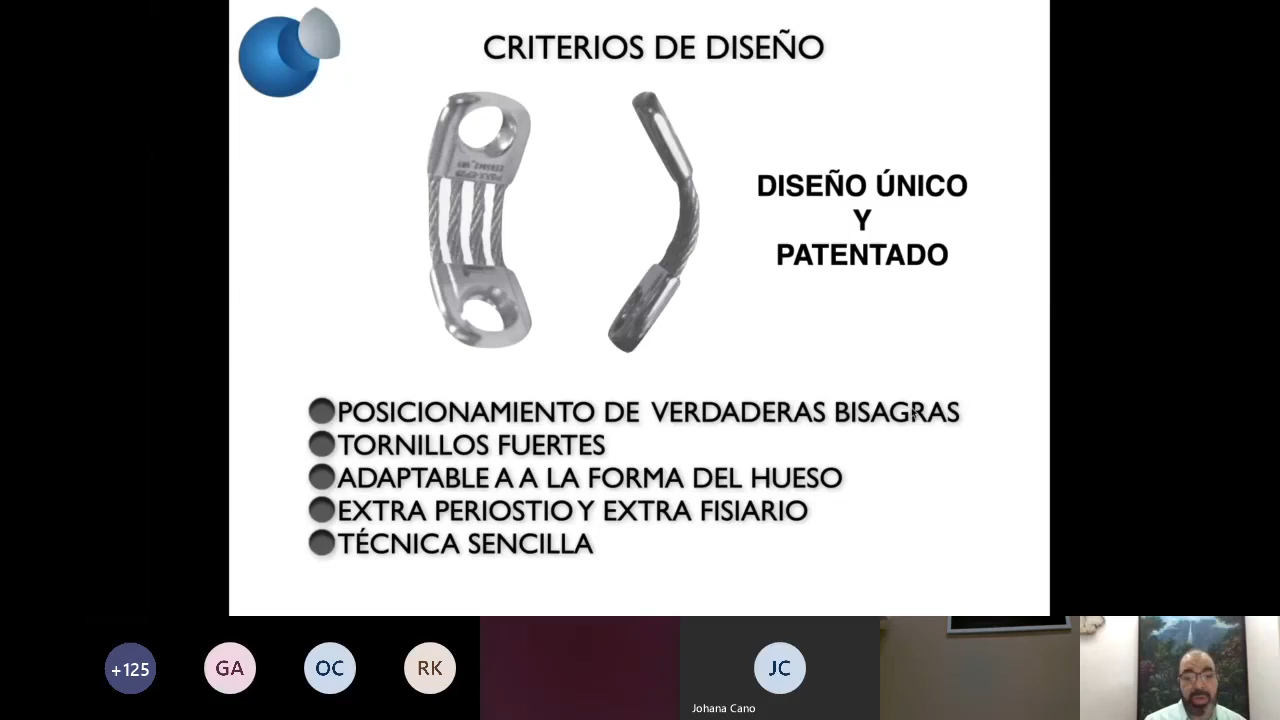 CRITERIOS DE DISEÑO
DISEÑO ÚNICO
Y
PATENTADO
POSICIONAMIENTO DE VERDADERAS BISAGRAS
TORNILLOS FUERTES
ADAPTABLE A A LA FORMA DEL HUESO
EXTRA PERIOSTIO Y EXTRA FISIARIO
TÉCNICA SENCILLA
+125
GA
OC
RK
JC
Johana Cano